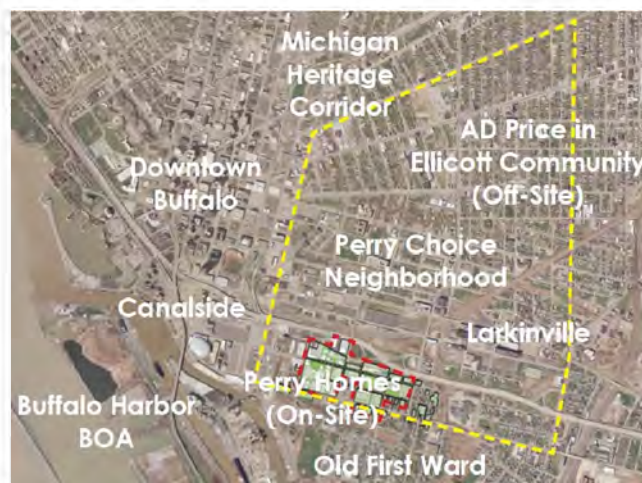 Michigan
Heritage
Corridor
AD Price in
Ellicott Community
(Off-Site)
Downtown
Buffalo
Perry Choice
Neighborhood
Canalside
Larkinville
Perry Homes
(On-Site)
Buffalo Harbor
BOA
Old First Ward